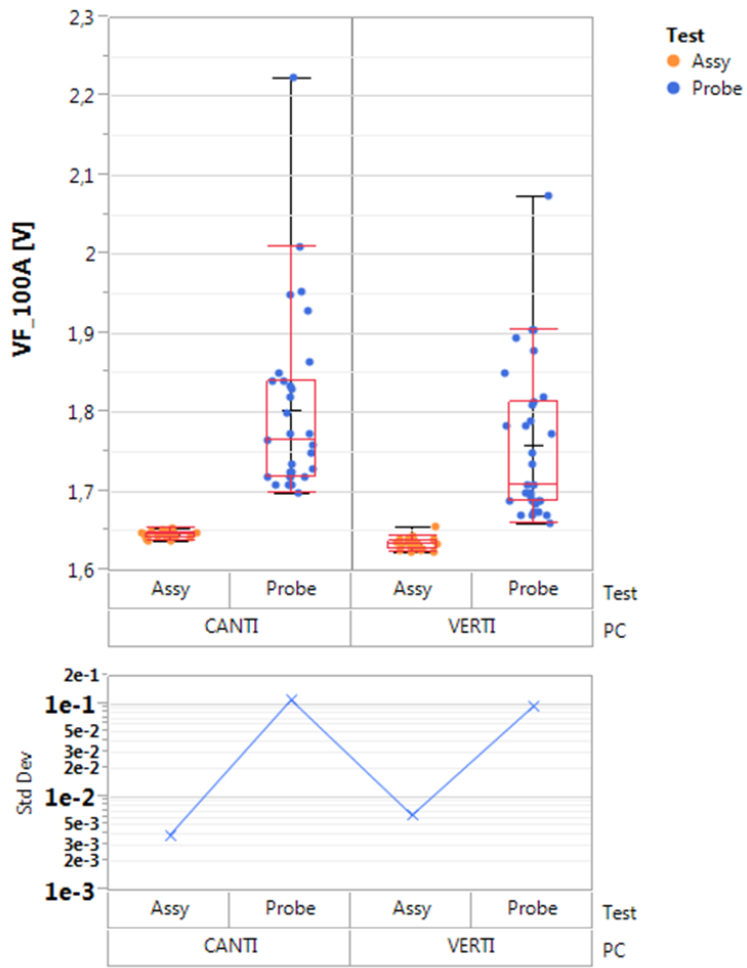 2,3
Test
Assy
Probe
2,2
2,1
2
1,9
1,8
1,7
1,6
VF_100A [V]
Assy Probe Assy Probe Test
CANTI VERTI PC
2e-1
1e-1
5e-2
3e-2
2e-2
1e-2
5e-3
3e-3
2e-3
1e-3
Std Dev
Assy Probe Assy Probe Test
CANTI VERTI PC